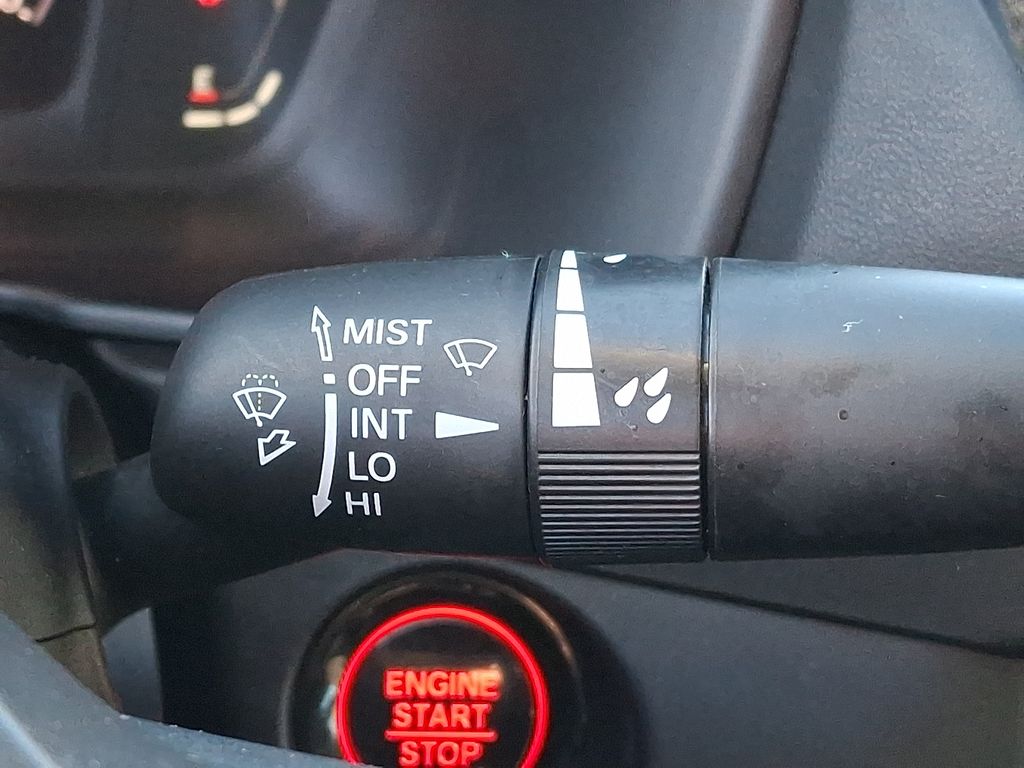 MIST
OFF
INT
LO
HI
ENGINE
START
STOP